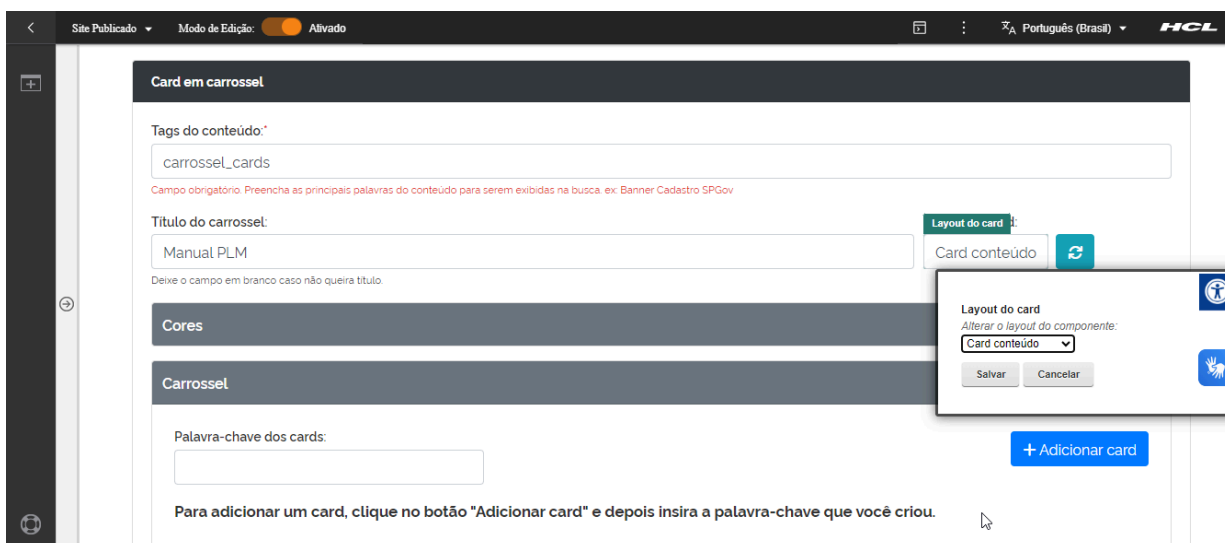 Site Publicado
Modo de Edição:
Ativado
Português (Brasil)
HCL
Card em carrossel
Tags do conteúdo:*
carrossel_cards
Campo obrigatório. Preencha as principais palavras do conteúdo para serem exibidas na busca. ex: Banner Cadastro SPGov
Título do carrossel:
Manual PLM
Deixe o campo em branco caso não queira título.
Layout do card
Card conteúdo
Layout do card
Alterar o layout do componente:
Card conteúdo
Salvar
Cancelar
Cores
Carrossel
Palavra-chave dos cards:
+ Adicionar card
Para adicionar um card, clique no botão "Adicionar card" e depois insira a palavra-chave que você criou.